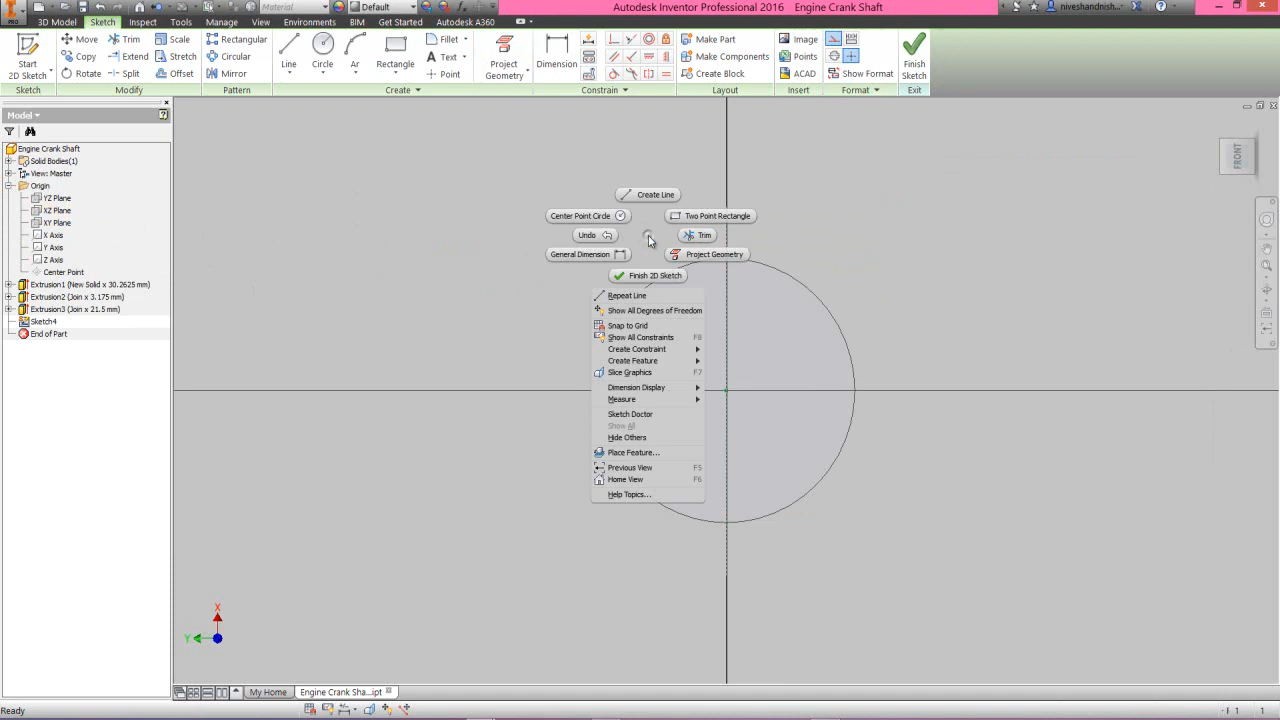 Material
Default
Autodesk Inventor Professional 2016   Engine Crank Shaft
niveshandnish...
PRO
3D Model
Sketch
Inspect
Tools
Manage
View
Environments
BIM
Get Started
Autodesk A360
Start
2D Sketch
Move
Trim
Scale
Copy
Extend
Stretch
Rotate
Split
Offset
Rectangular
Circular
Mirror
Line
Circle
Arc
Rectangle
Fillet
Text
Point
Project
Geometry
Dimension
Make Part
Make Components
Create Block
Image
Points
ACAD
Show Format
Finish
Sketch
Sketch
Modify
Pattern
Create
Constrain
Layout
Insert
Format
Exit
Model
Engine Crank Shaft
Solid Bodies(1)
View: Master
Origin
YZ Plane
XZ Plane
XY Plane
X Axis
Y Axis
Z Axis
Center Point
Extrusion1 (New Solid x 30.2625 mm)
Extrusion2 (Join x 3.175 mm)
Extrusion3 (Join x 21.5 mm)
Sketch4
End of Part
FRONT
Create Line
Center Point Circle
Two Point Rectangle
Undo
Trim
General Dimension
Project Geometry
Finish 2D Sketch
Repeat Line
Show All Degrees of Freedom
Snap to Grid
Show All Constraints F8
Create Constraint
Create Feature
Slice Graphics F7
Dimension Display
Measure
Sketch Doctor
Show All
Hide Others
Place Feature...
Previous View F5
Home View F6
Help Topics...
X
Y
My Home
Engine Crank Sha...ipt
Ready
1
1